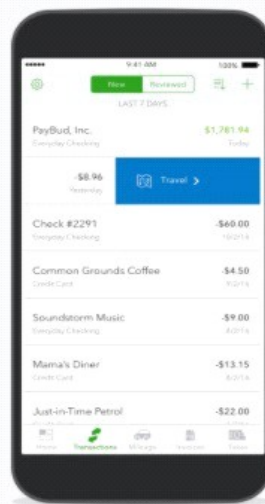 9:41 AM 100%
New Reviewed
LAST 7 DAYS
PayBud, Inc. $1,781.94
Everyday Checking Today
-$8.96 Travel
Yesterday
Check #2291 -$60.00
Everyday Checking
Common Grounds Coffee -$4.50
Credit Card
Soundstorm Music -$9.00
Everyday Checking
Mama's Diner -$13.15
Credit Card
Just-in-Time Petrol -$22.00
Home Transactions Mileage